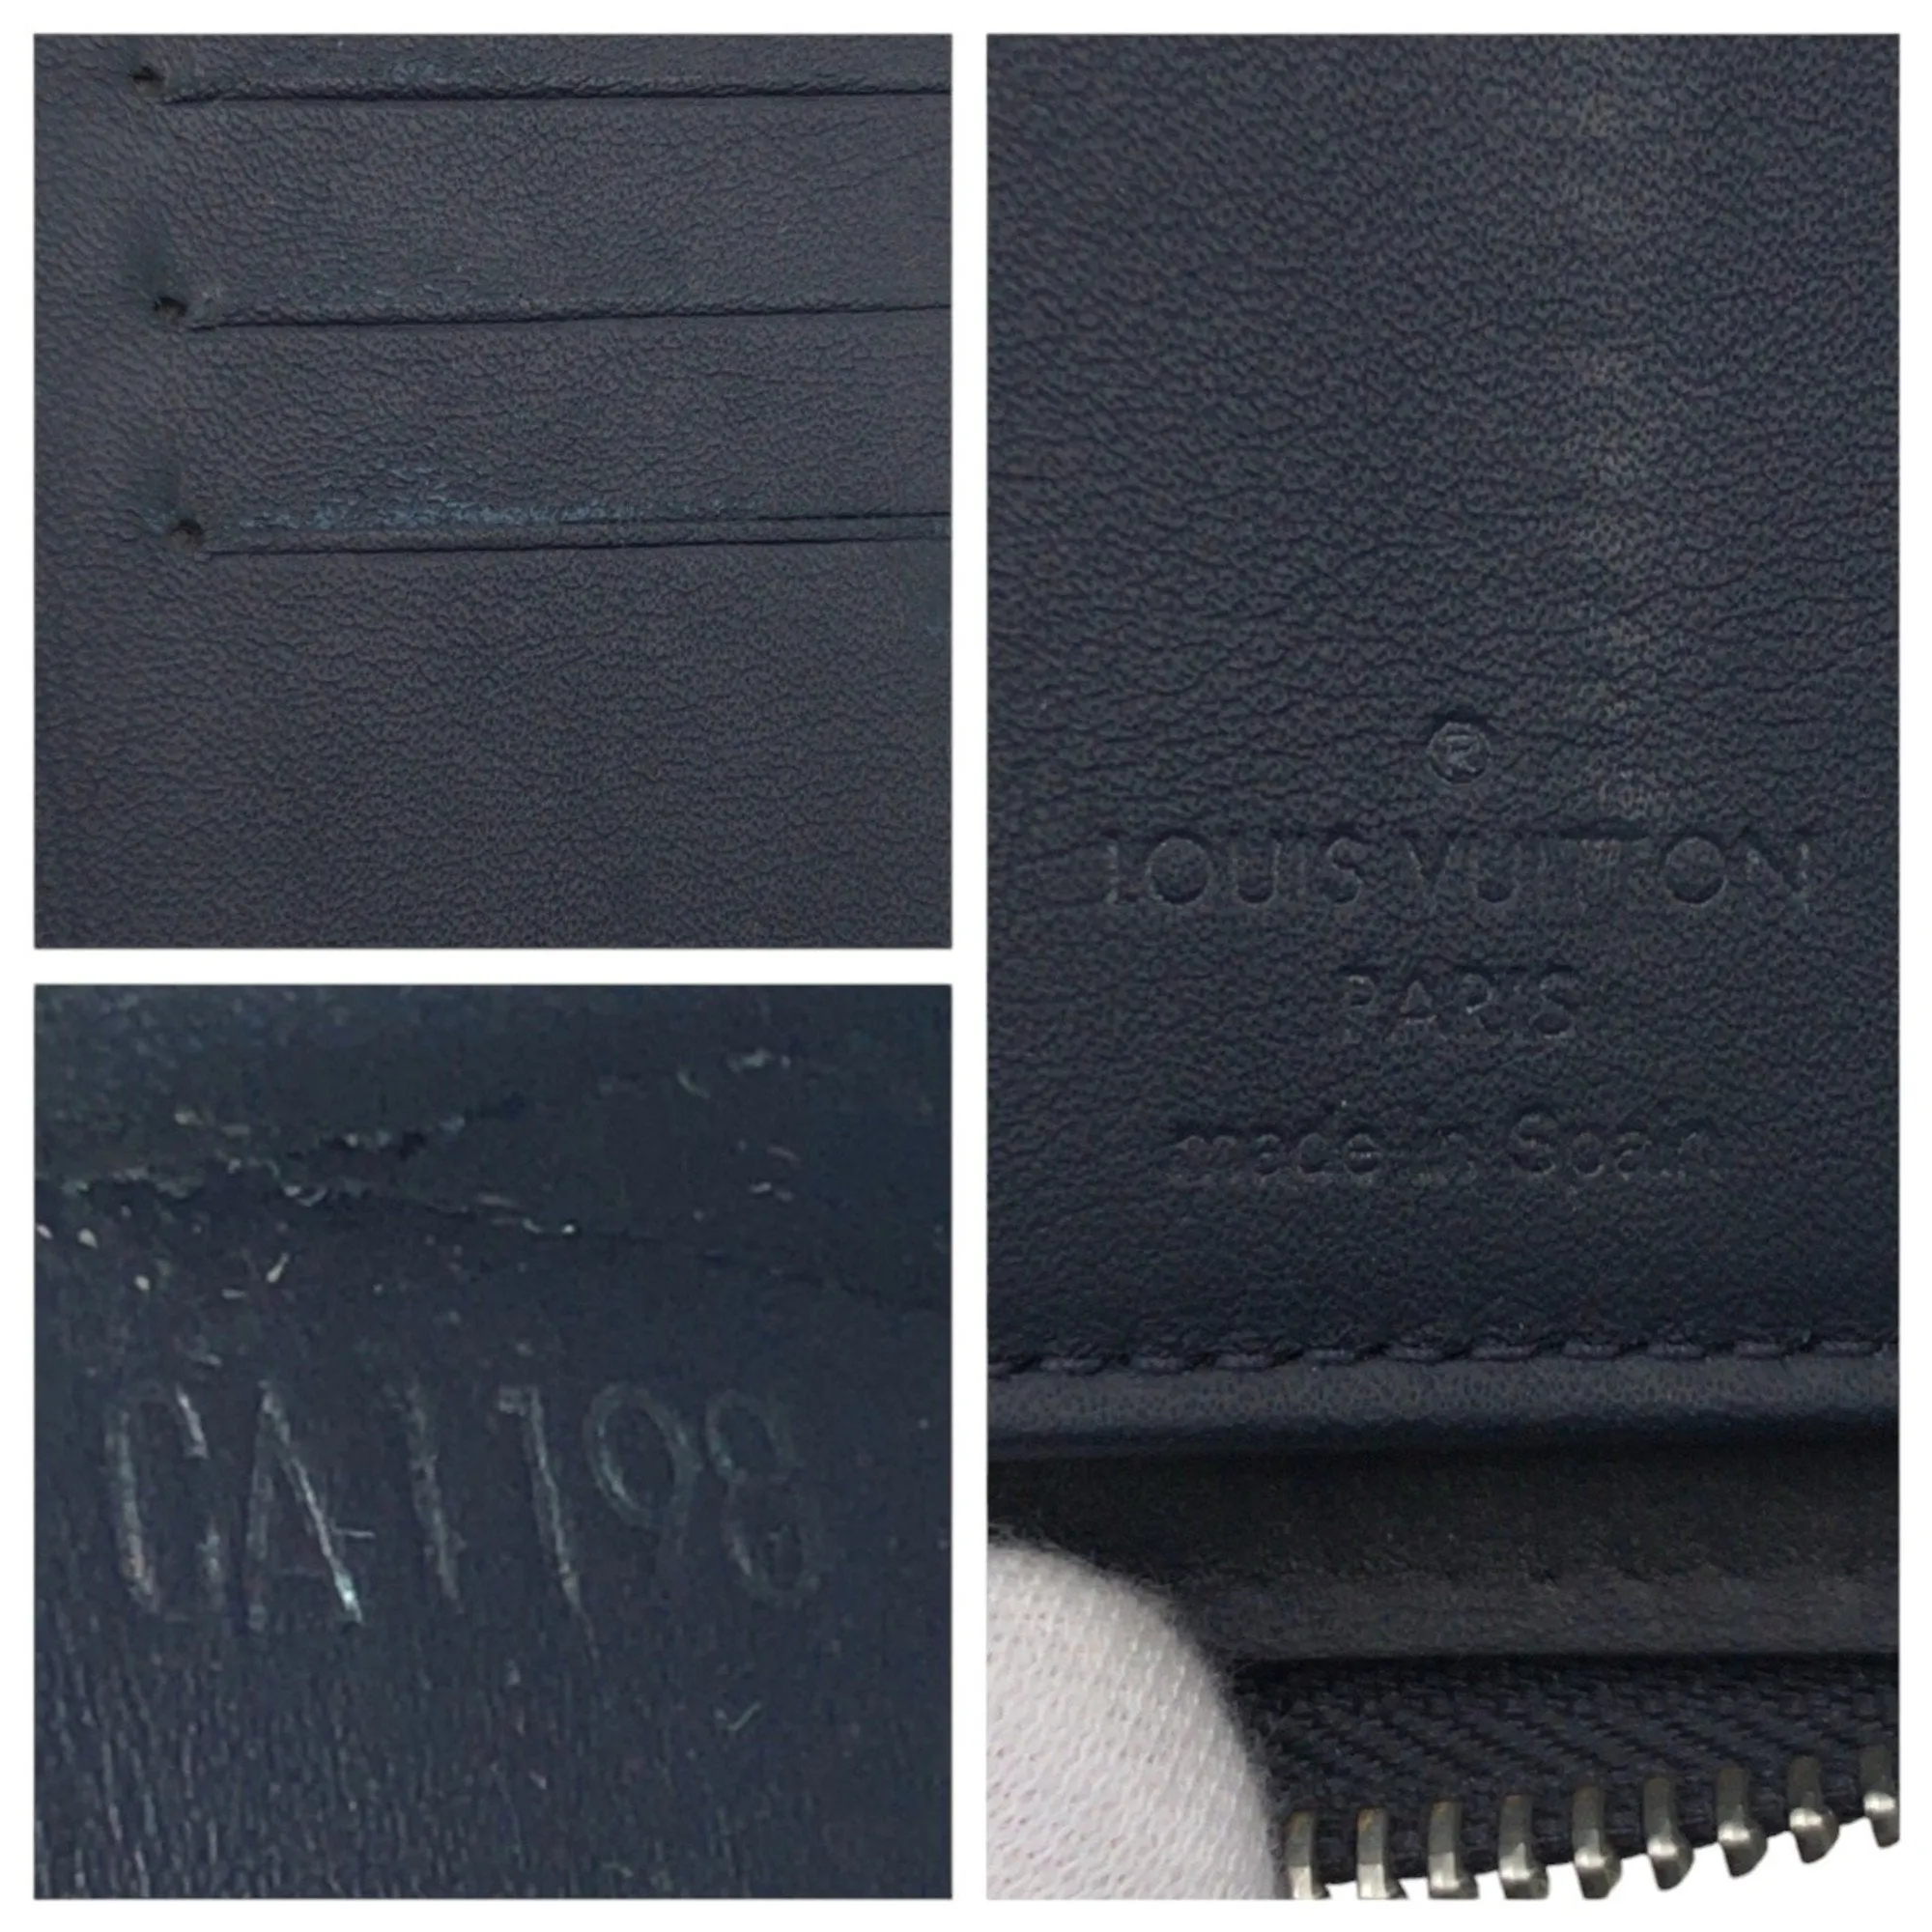 CA1198
®
LOUIS VUITTON
PARIS
made in Spain